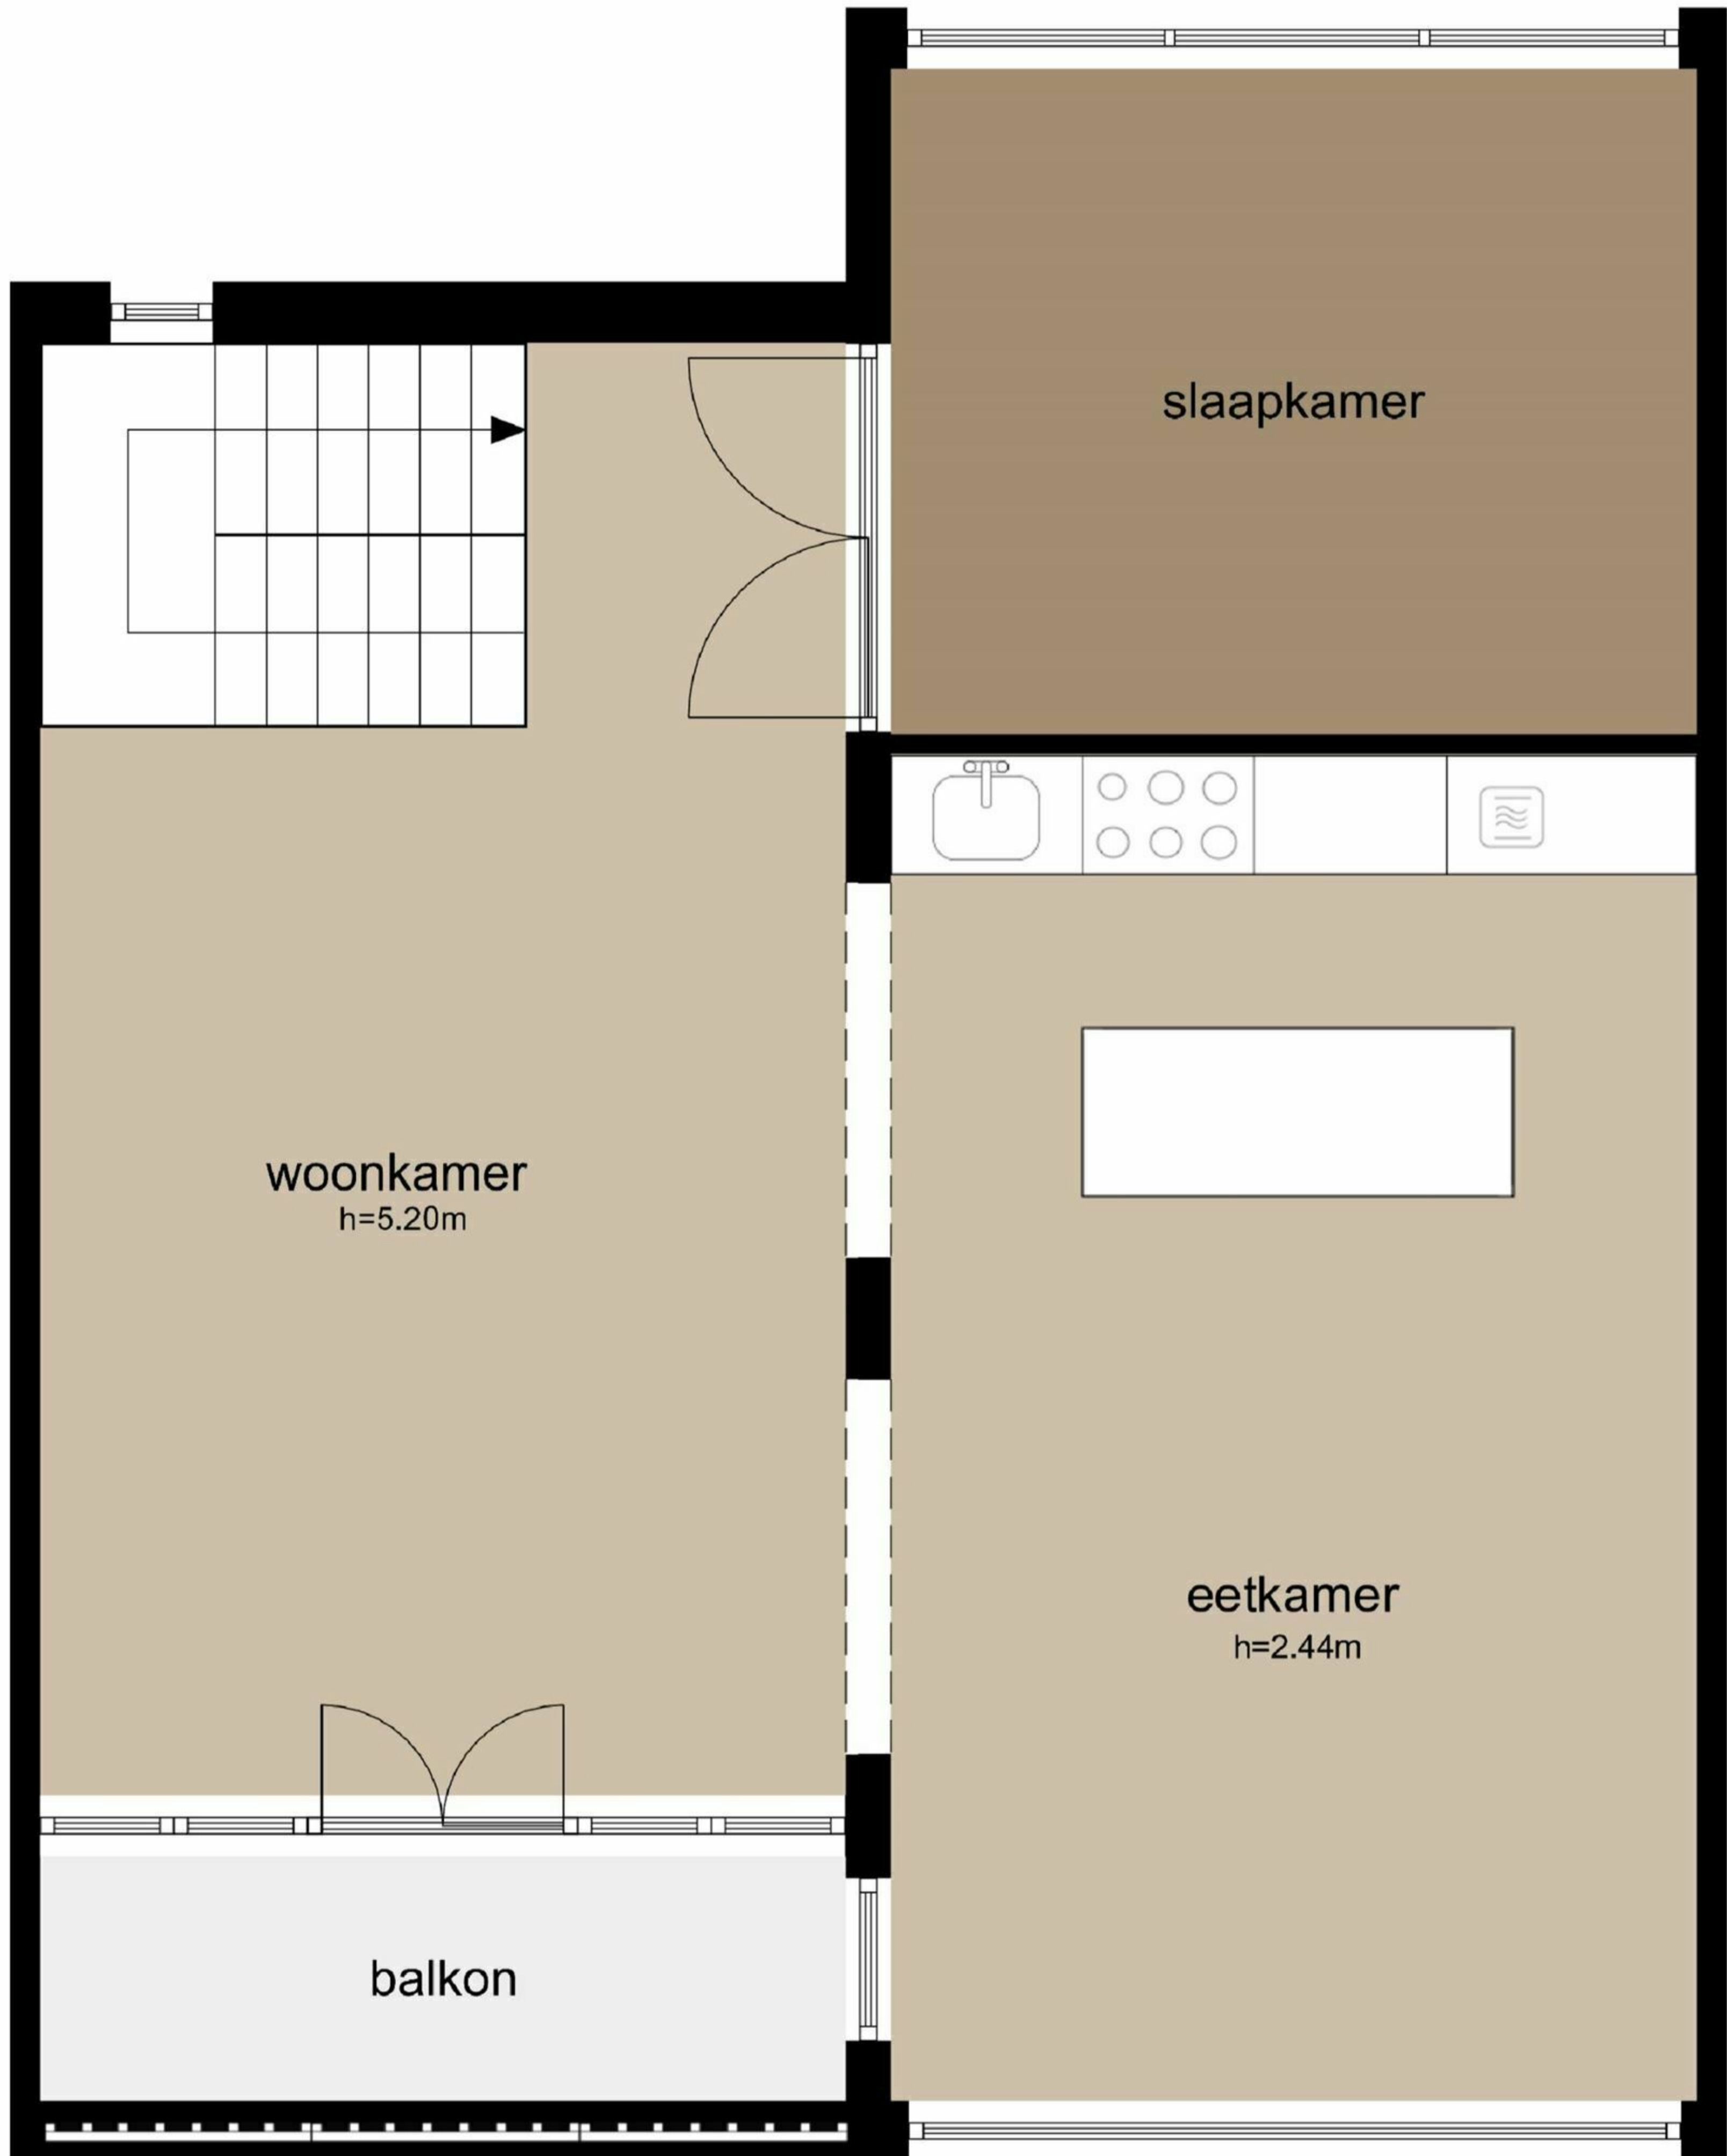 slaapkamer
woonkamer
h=5.20m
eetkamer
h=2.44m
balkon